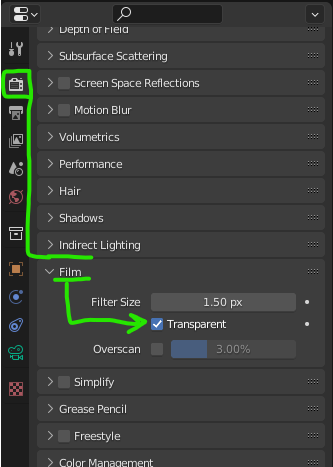 Depth of Field
Subsurface Scattering
Screen Space Reflections
Motion Blur
Volumetrics
Performance
Hair
Shadows
Indirect Lighting
Film
Filter Size 1.50 px
Transparent
Overscan 3.00%
Simplify
Grease Pencil
Freestyle
Color Management